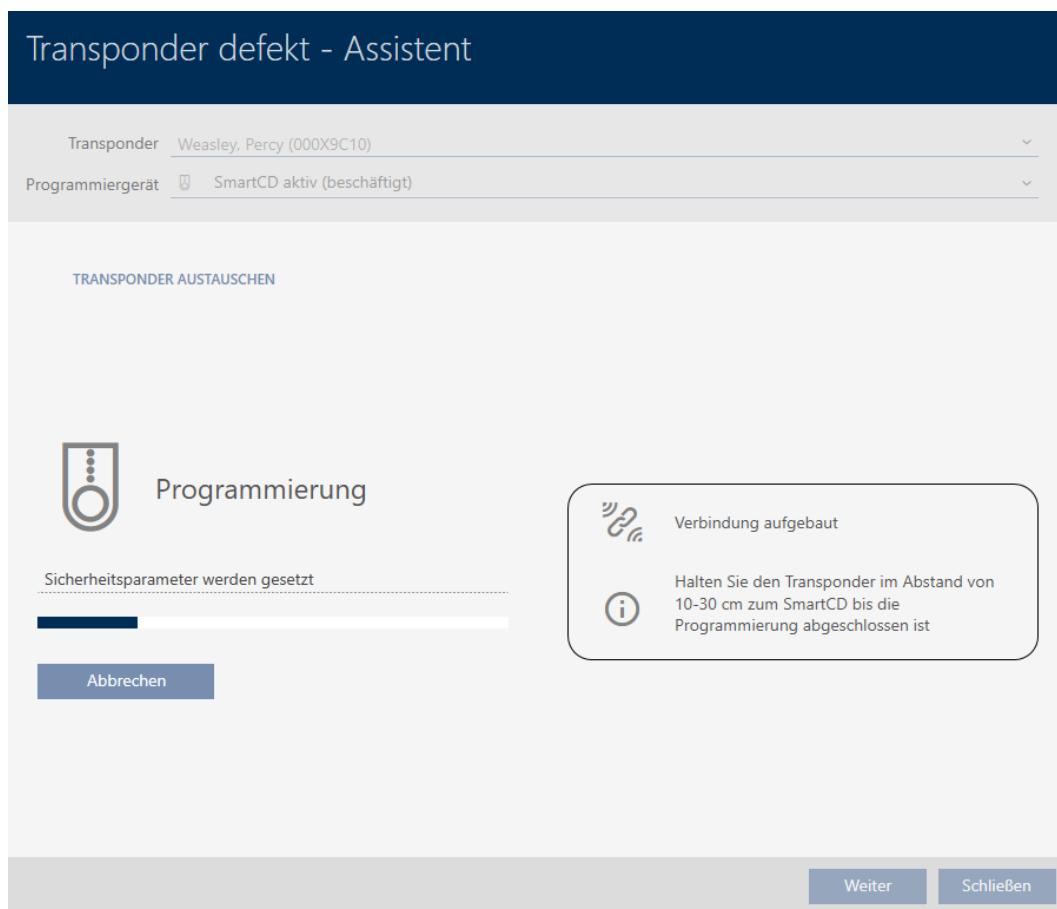 Transponder defekt - Assistent
Transponder Weasley, Percy (000X9C10)
Programmiergerät SmartCD aktiv (beschäftigt)
TRANSPONDER AUSTAUSCHEN
Programmierung
Sicherheitsparameter werden gesetzt
Abbrechen
Verbindung aufgebaut
Halten Sie den Transponder im Abstand von
10-30 cm zum SmartCD bis die
Programmierung abgeschlossen ist
Weiter Schließen